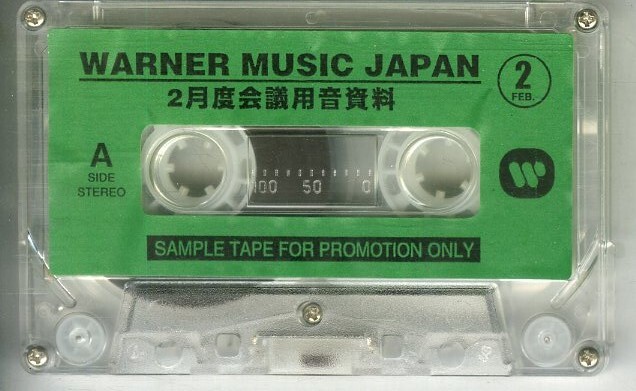 WARNER MUSIC JAPAN
2月度会議用音資料
2
FEB.
A
SIDE
STEREO
100 50 0
SAMPLE TAPE FOR PROMOTION ONLY